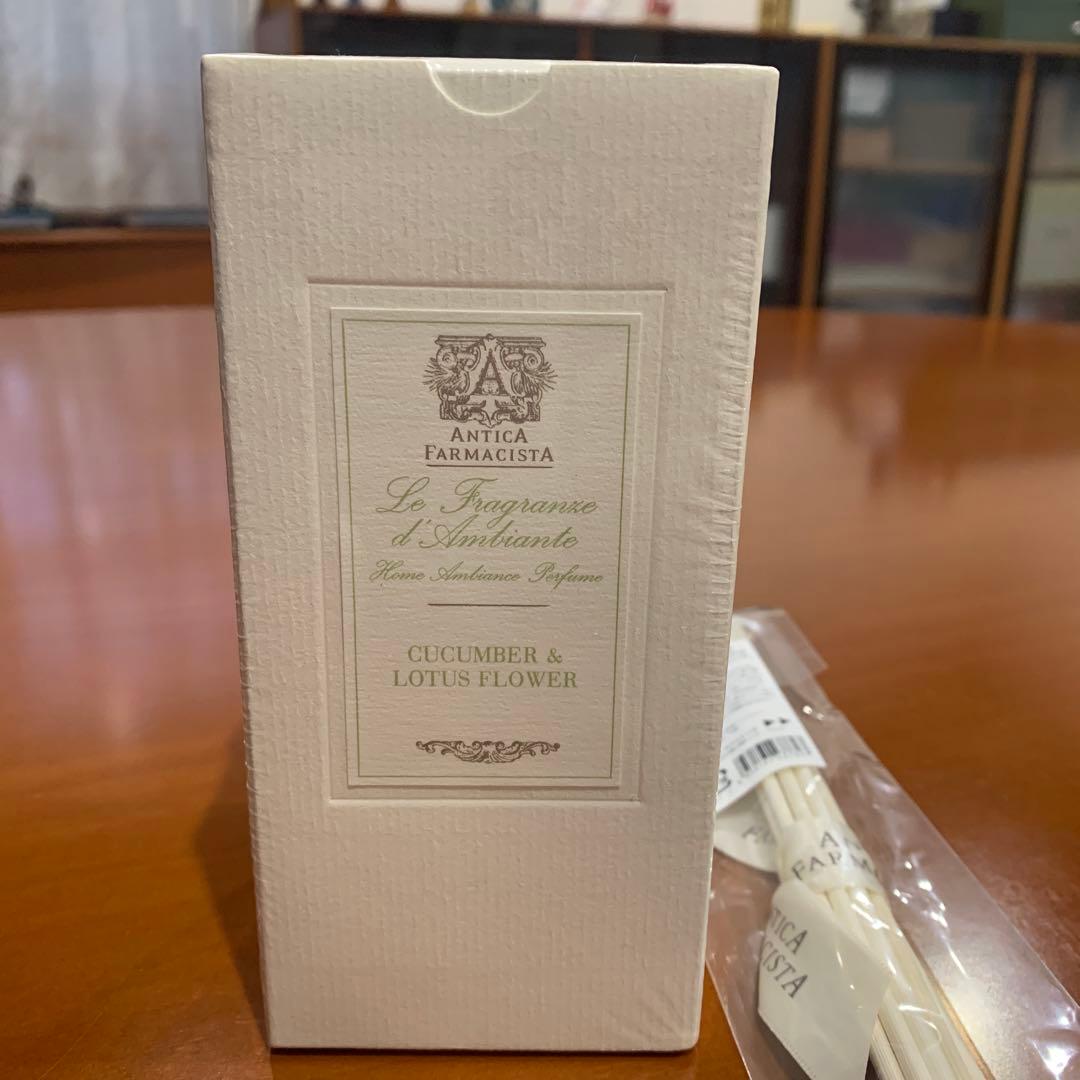 A
ANTICA
FARMACISTA
Le Fragranze
d'Ambiante
Home Ambiance Perfume
CUCUMBER &
LOTUS FLOWER